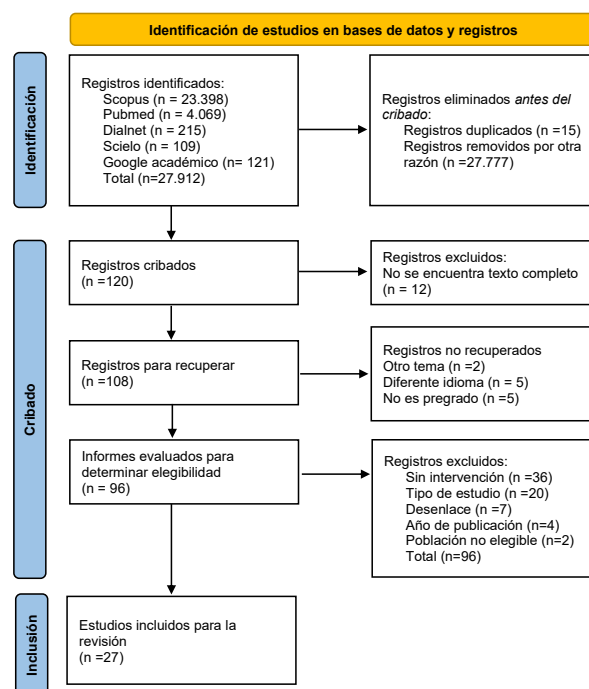 Identificación de estudios en bases de datos y registros
Identificación
Registros identificados:
Scopus (n = 23.398)
Pubmed (n = 4.069)
Dialnet (n = 215)
Scielo (n = 109)
Google académico (n= 121)
Total (n=27.912)
Registros eliminados antes del
cribado:
Registros duplicados (n =15)
Registros removidos por otra
razón (n =27.777)
Cribado
Registros cribados
(n =120)
Registros excluidos:
No se encuentra texto completo
(n = 12)
Registros para recuperar
(n =108)
Registros no recuperados
Otro tema (n =2)
Diferente idioma (n = 5)
No es pregrado (n =5)
Informes evaluados para
determinar elegibilidad
(n = 96)
Registros excluidos:
Sin intervención (n =36)
Tipo de estudio (n =20)
Desenlace (n =7)
Año de publicación (n=4)
Población no elegible (n=2)
Total (n=96)
Inclusión
Estudios incluidos para la
revisión
(n =27)